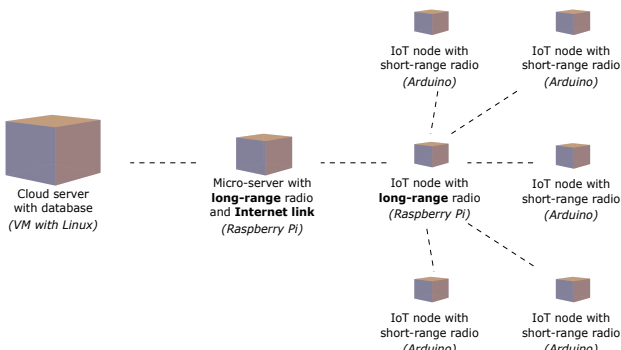 IoT node with
short-range radio
(Arduino)
IoT node with
short-range radio
(Arduino)
Cloud server
with database
(VM with Linux)
Micro-server with
long-range radio
and Internet link
(Raspberry Pi)
IoT node with
long-range radio
(Raspberry Pi)
IoT node with
short-range radio
(Arduino)
IoT node with
short-range radio
(Arduino)
IoT node with
short-range radio
(Arduino)